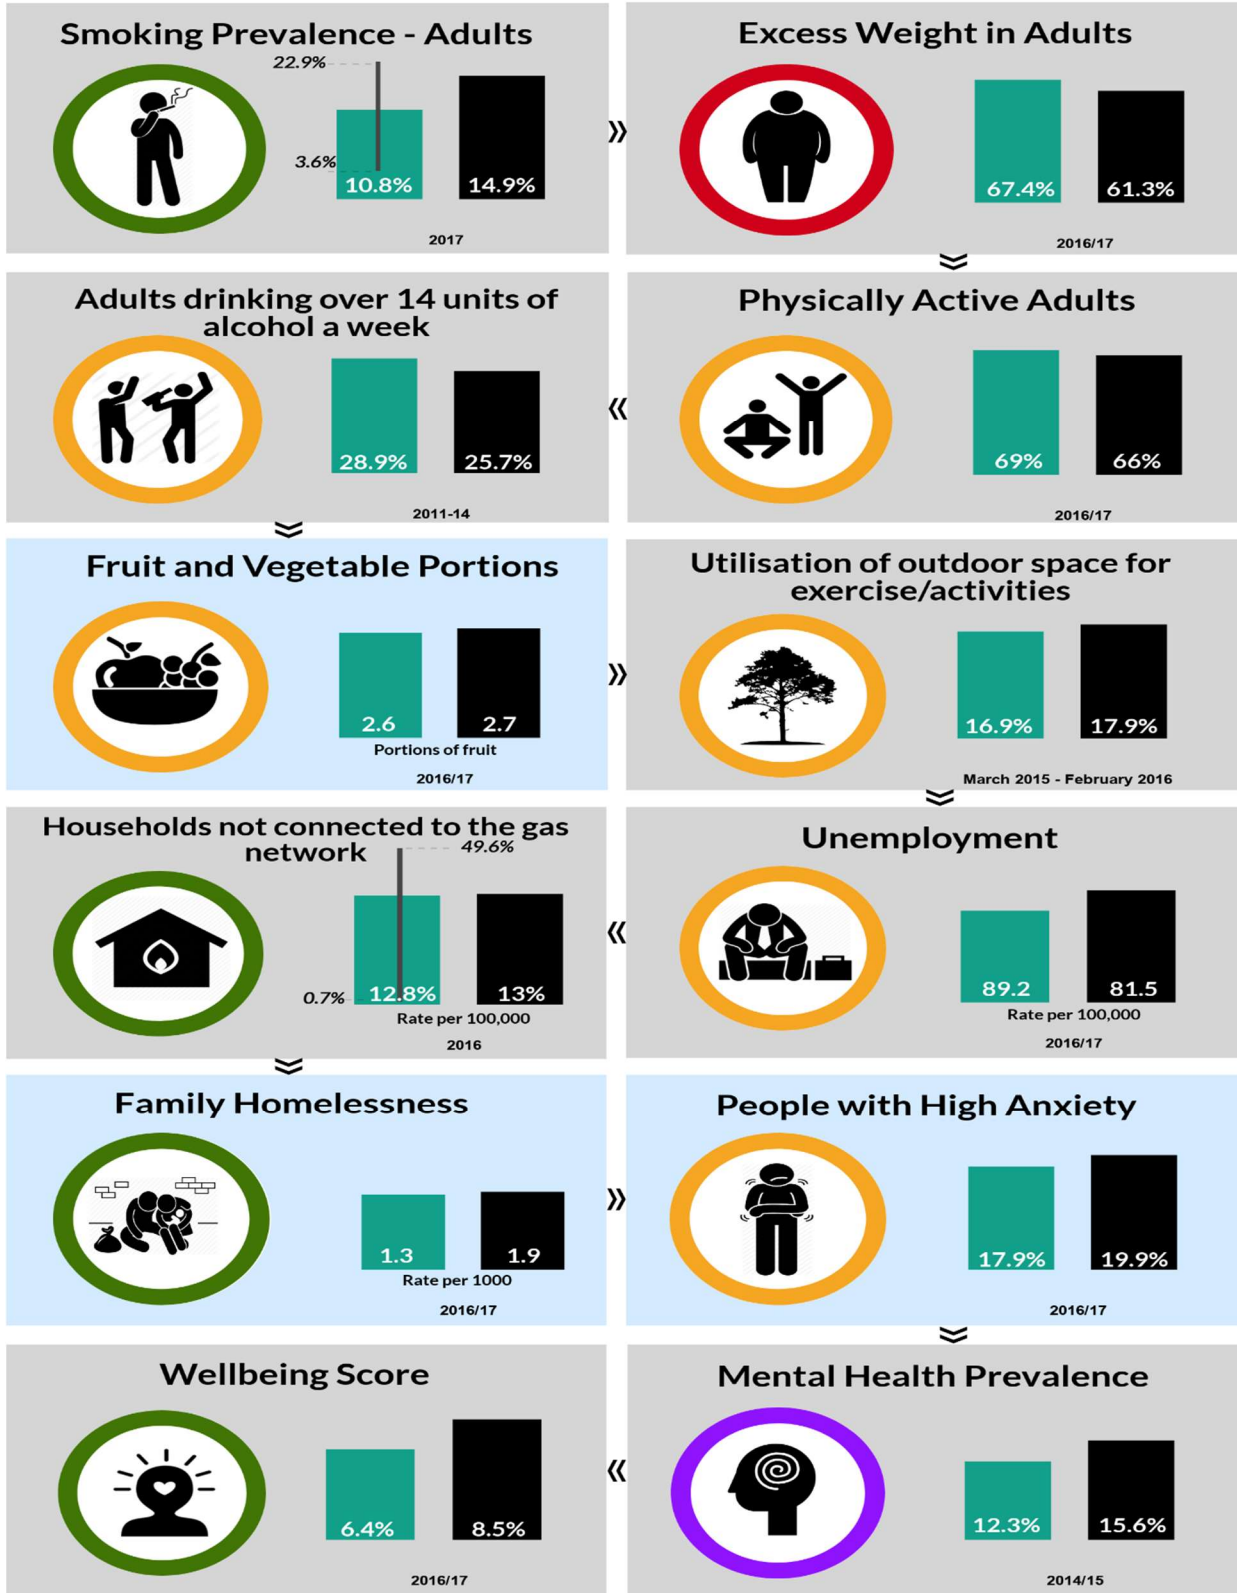 Smoking Prevalence - Adults
22.9%
3.6%
10.8%
14.9%
2017
Excess Weight in Adults
67.4%
61.3%
2016/17
Adults drinking over 14 units of
alcohol a week
28.9%
25.7%
2011-14
Physically Active Adults
69%
66%
2016/17
Fruit and Vegetable Portions
2.6
2.7
Portions of fruit
2016/17
Utilisation of outdoor space for
exercise/activities
16.9%
17.9%
March 2015 - February 2016
Households not connected to the gas
network
49.6%
0.7%
12.8%
13%
Rate per 100,000
2016
Unemployment
89.2
81.5
Rate per 100,000
2016/17
Family Homelessness
1.3
1.9
Rate per 1000
2016/17
People with High Anxiety
17.9%
19.9%
2016/17
Wellbeing Score
6.4%
8.5%
2016/17
Mental Health Prevalence
12.3%
15.6%
2014/15